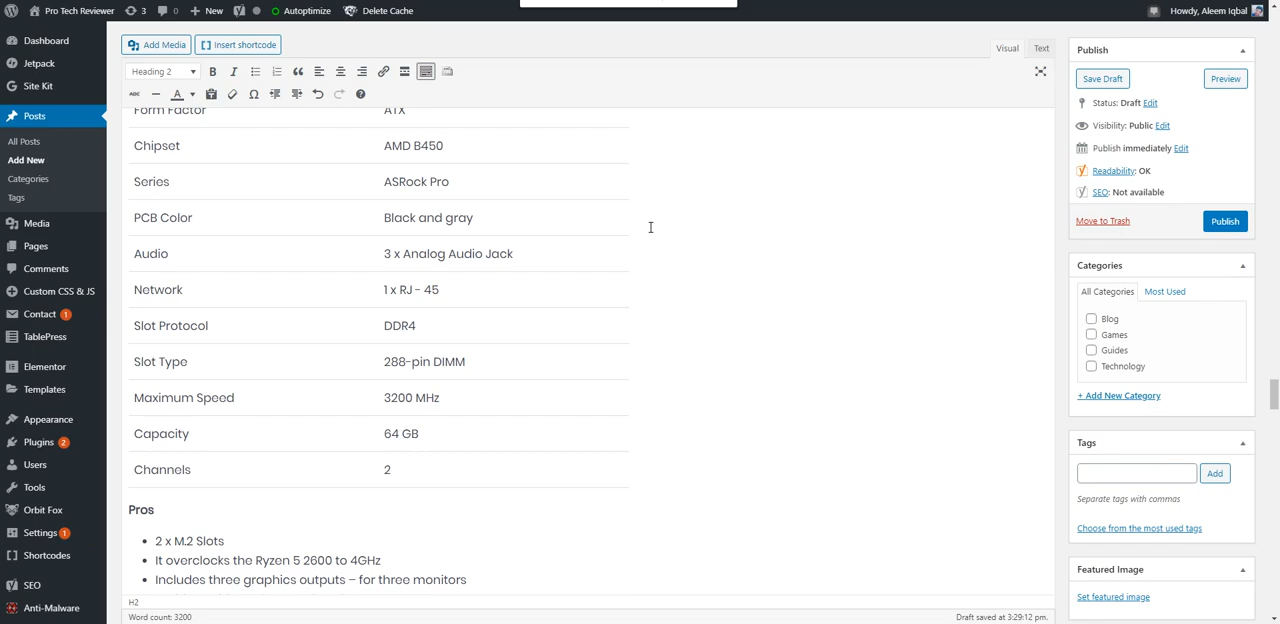 Pro Tech Reviewer 3 0 New Autoptimize Delete Cache Howdy, Aleem Iqbal
Dashboard
Jetpack
Site Kit
Posts
All Posts
Add New
Categories
Tags
Media
Pages
Comments
Custom CSS & JS
Contact 1
TablePress
Elementor
Templates
Appearance
Plugins 2
Users
Tools
Orbit Fox
Settings 1
Shortcodes
SEO
Anti-Malware
Add Media Insert shortcode
Visual Text
Heading 2
Form Factor ATX
Chipset AMD B450
Series ASRock Pro
PCB Color Black and gray
Audio 3 x Analog Audio Jack
Network 1 x RJ - 45
Slot Protocol DDR4
Slot Type 288-pin DIMM
Maximum Speed 3200 MHz
Capacity 64 GB
Channels 2
Pros
2 x M.2 Slots
It overclocks the Ryzen 5 2600 to 4GHz
Includes three graphics outputs – for three monitors
H2
Word count: 3200 Draft saved at 3:29:12 pm.
Publish
Save Draft Preview
Status: Draft Edit
Visibility: Public Edit
Publish immediately Edit
Readability: OK
SEO: Not available
Move to Trash Publish
Categories
All Categories Most Used
Blog
Games
Guides
Technology
+ Add New Category
Tags
Add
Separate tags with commas
Choose from the most used tags
Featured Image
Set featured image